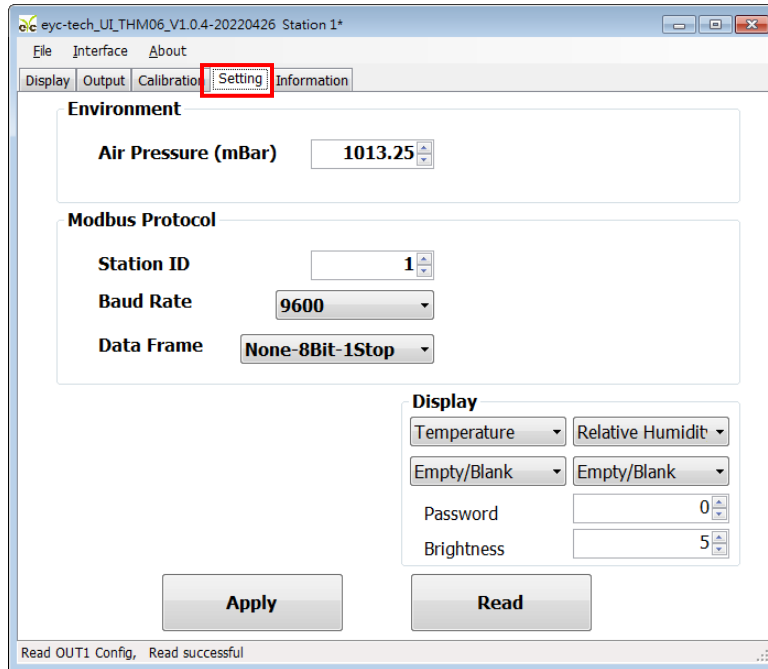 eyc eyc-tech_UI_THM06_V1.0.4-20220426 Station 1*
File Interface About
Display Output Calibration Setting Information
Environment
Air Pressure (mBar) 1013.25
Modbus Protocol
Station ID 1
Baud Rate 9600
Data Frame None-8Bit-1Stop
Display
Temperature Relative Humidit
Empty/Blank Empty/Blank
Password 0
Brightness 5
Apply Read
Read OUT1 Config, Read successful